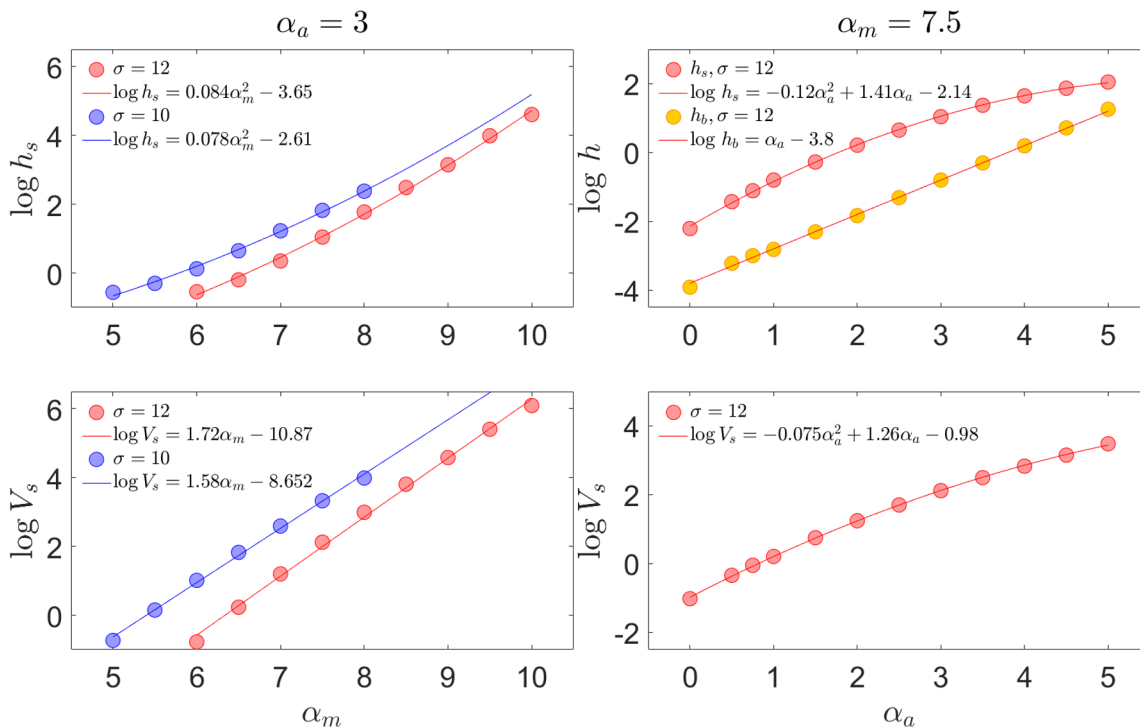 α_a = 3
6
4
2
0
log h_s
σ = 12
log h_s = 0.084α_m^2 − 3.65
σ = 10
log h_s = 0.078α_m^2 − 2.61
5 6 7 8 9 10
α_m = 7.5
2
0
-2
-4
log h
h_s, σ = 12
log h_s = −0.12α_a^2 + 1.41α_a − 2.14
h_b, σ = 12
log h_b = α_a − 3.8
0 1 2 3 4 5
6
4
2
0
log V_s
σ = 12
log V_s = 1.72α_m − 10.87
σ = 10
log V_s = 1.58α_m − 8.652
5 6 7 8 9 10
α_m
4
2
0
-2
log V_s
σ = 12
log V_s = −0.075α_a^2 + 1.26α_a − 0.98
0 1 2 3 4 5
α_a